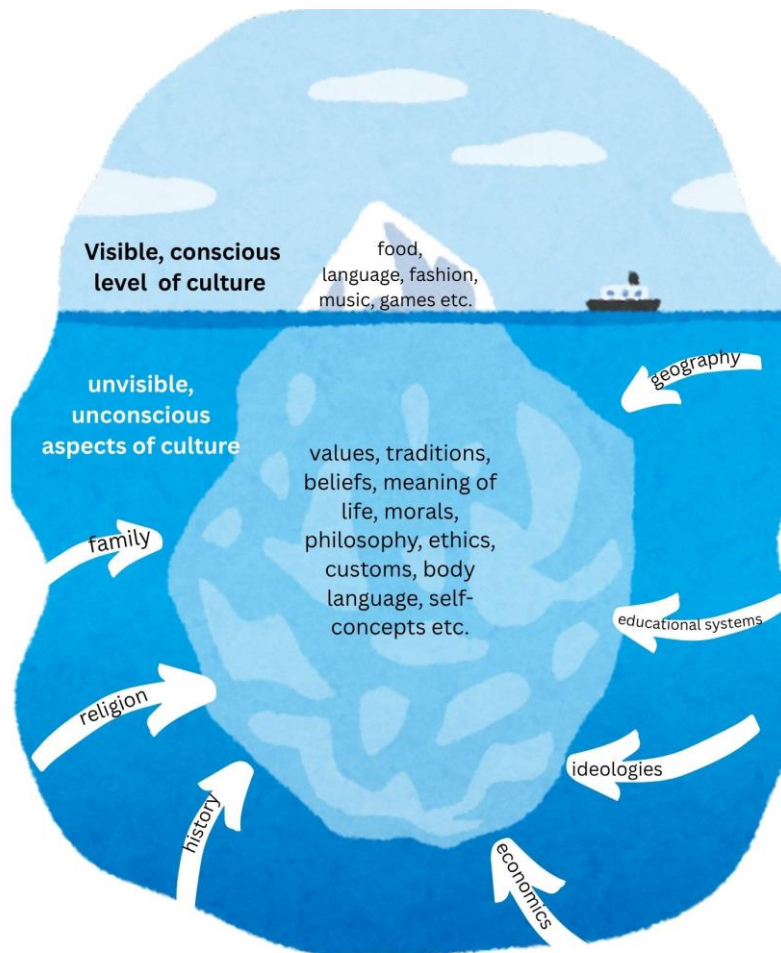 Visible, conscious
level of culture
food,
language, fashion,
music, games etc.
unvisible,
unconscious
aspects of culture
geography
values, traditions,
beliefs, meaning of
life, morals,
philosophy, ethics,
customs, body
language, self-
concepts etc.
family
educational systems
religion
ideologies
history
economics